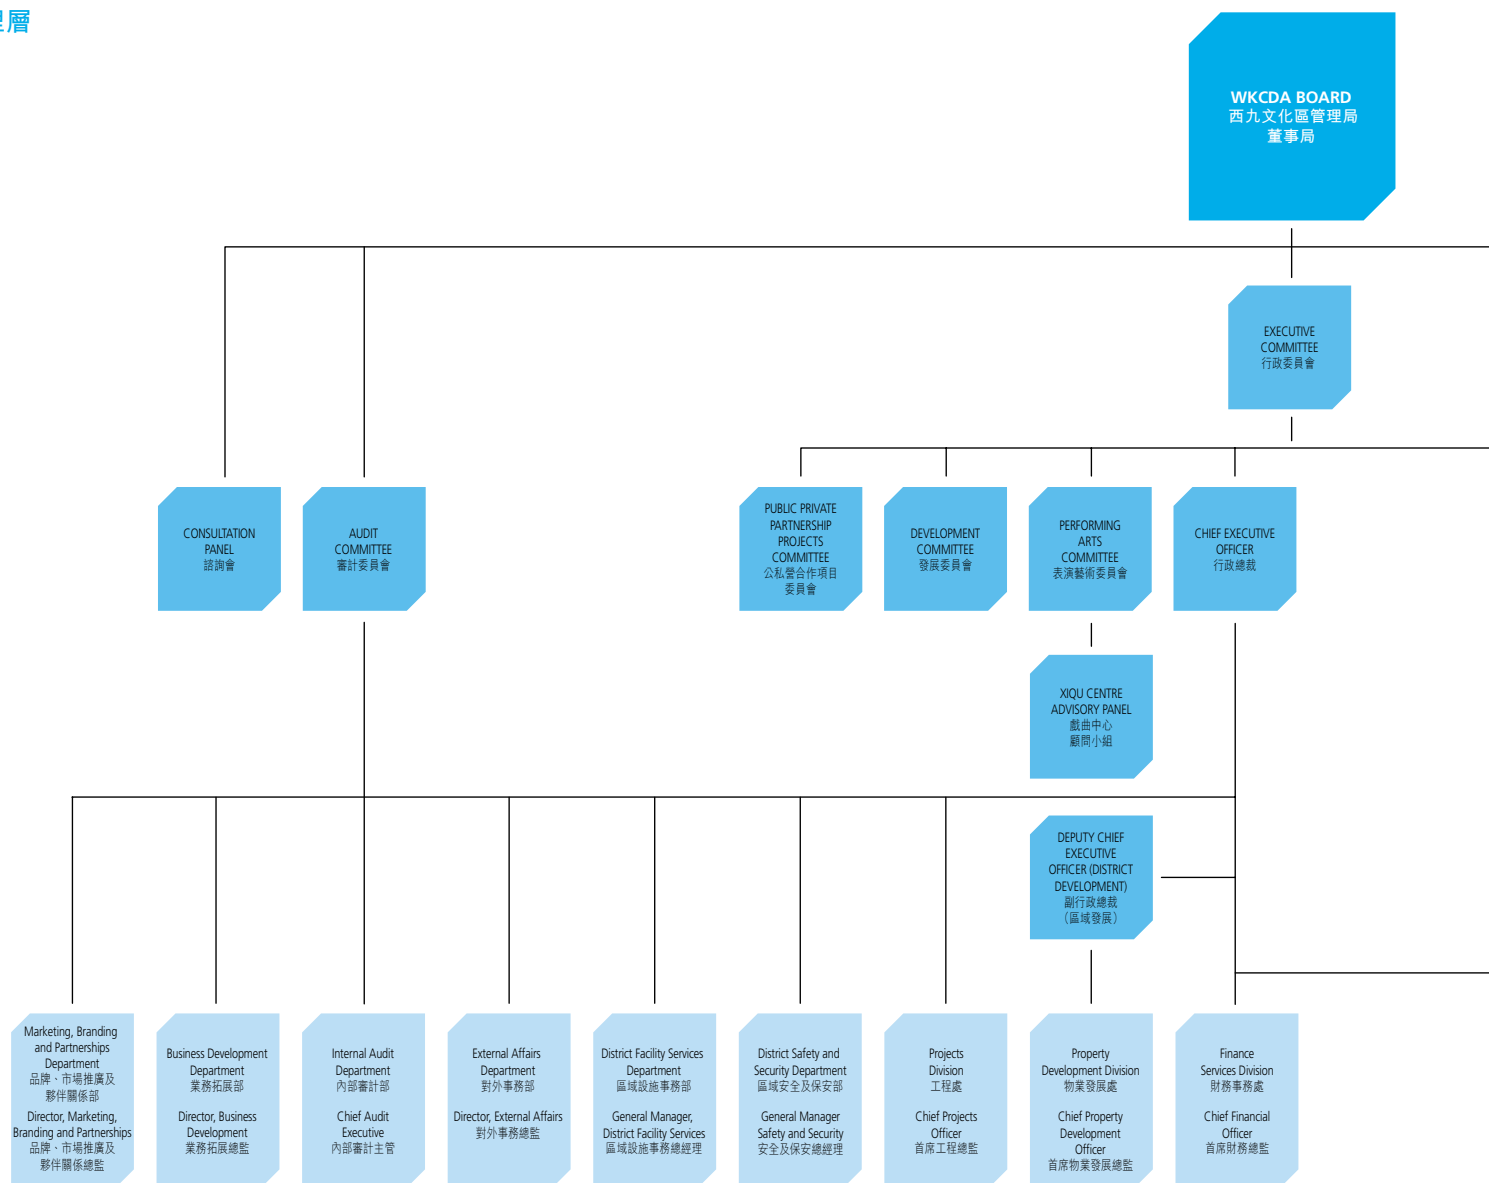 理層
WKCDA BOARD
西九文化區管理局
董事局
EXECUTIVE
COMMITTEE
行政委員會
CONSULTATION
PANEL
諮詢會
AUDIT
COMMITTEE
審計委員會
PUBLIC PRIVATE
PARTNERSHIP
PROJECTS
COMMITTEE
公私營合作項目
委員會
DEVELOPMENT
COMMITTEE
發展委員會
PERFORMING
ARTS
COMMITTEE
表演藝術委員會
CHIEF EXECUTIVE
OFFICER
行政總裁
XIQU CENTRE
ADVISORY PANEL
戲曲中心
顧問小組
DEPUTY CHIEF
EXECUTIVE
OFFICER (DISTRICT
DEVELOPMENT)
副行政總裁
（區域發展）
Marketing, Branding
and Partnerships
Department
品牌、市場推廣及
夥伴關係部
Director, Marketing,
Branding and Partnerships
品牌、市場推廣及
夥伴關係總監
Business Development
Department
業務拓展部
Director, Business
Development
業務拓展總監
Internal Audit
Department
內部審計部
Chief Audit
Executive
內部審計主管
External Affairs
Department
對外事務部
Director, External Affairs
對外事務總監
District Facility Services
Department
區域設施事務部
General Manager,
District Facility Services
區域設施事務總經理
District Safety and
Security Department
區域安全及保安部
General Manager
Safety and Security
安全及保安總經理
Projects
Division
工程處
Chief Projects
Officer
首席工程總監
Property
Development Division
物業發展處
Chief Property
Development
Officer
首席物業發展總監
Finance
Services Division
財務事務處
Chief Financial
Officer
首席財務總監